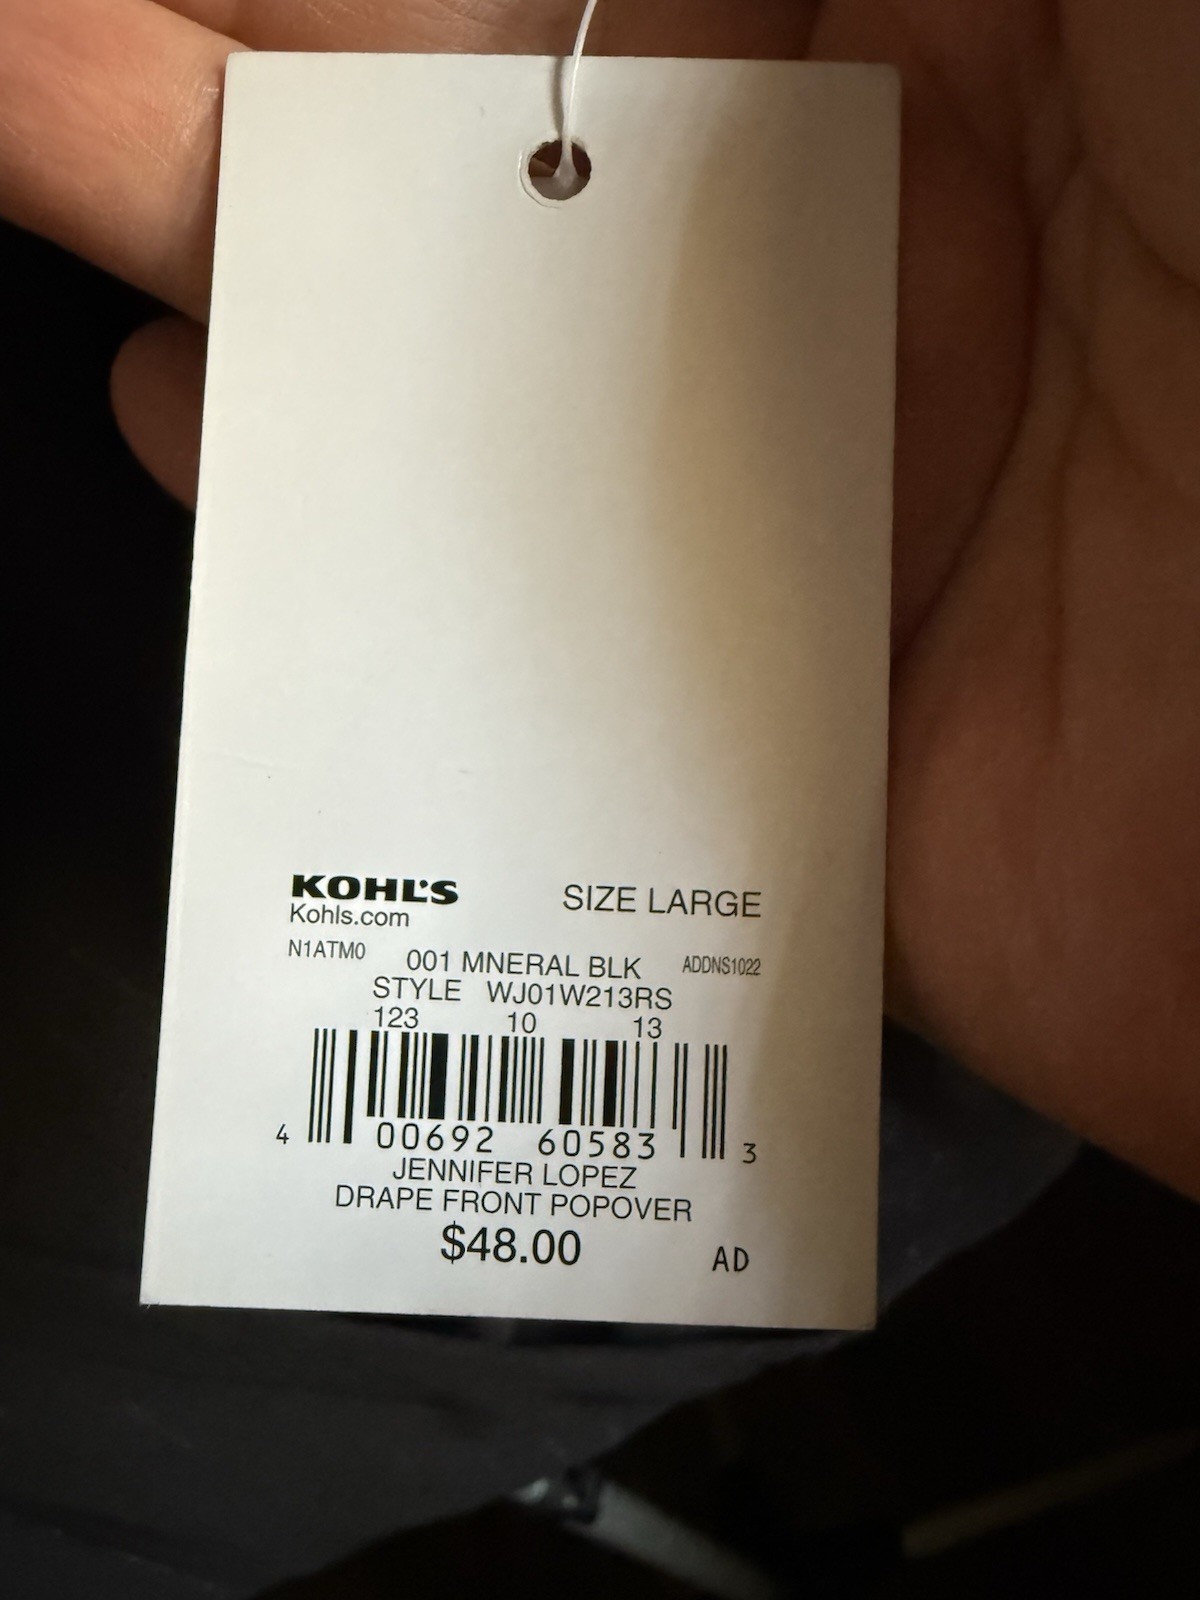 KOHL'S SIZE LARGE
Kohls.com
N1ATM0 001 MNERAL BLK ADDNS1022
STYLE WJ01W213RS
123 10 13
4 00692 60583 3
JENNIFER LOPEZ
DRAPE FRONT POPOVER
$48.00 AD